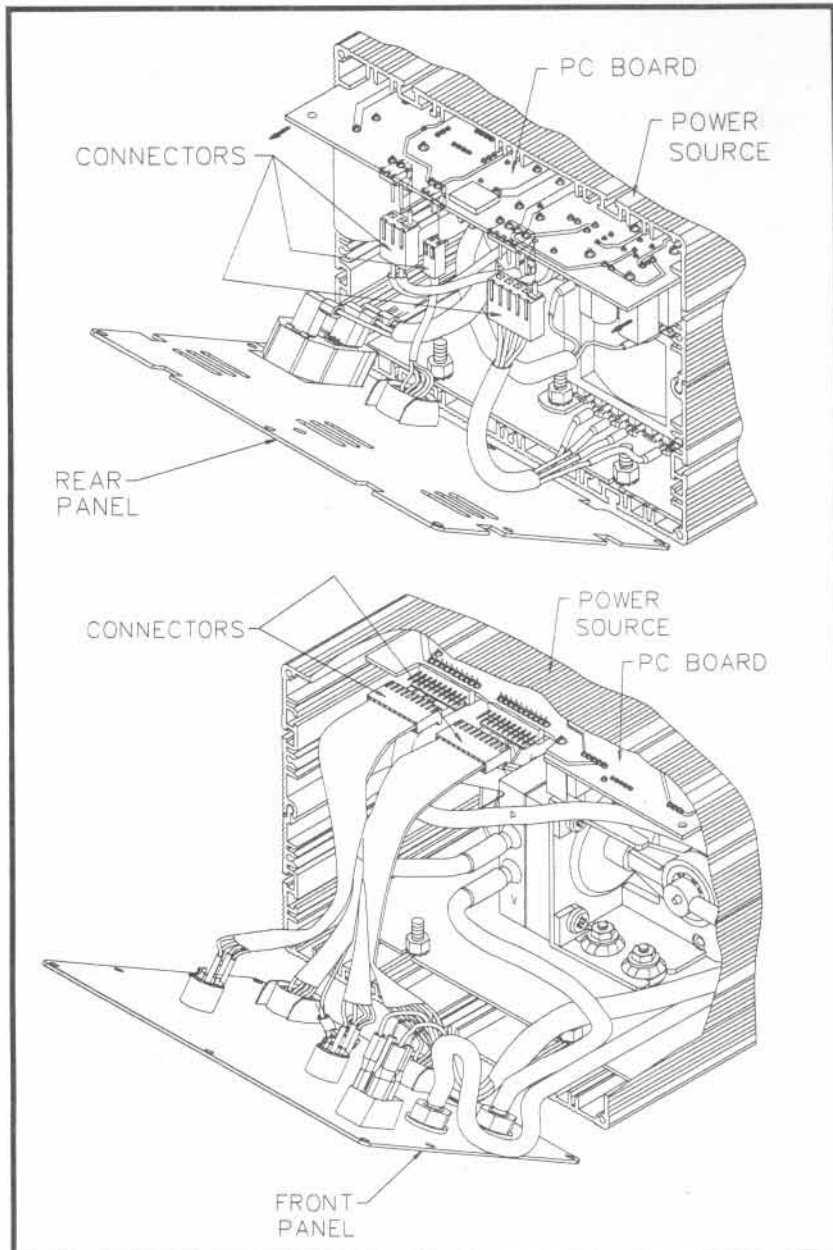 PC BOARD
POWER
SOURCE
CONNECTORS
REAR
PANEL
POWER
SOURCE
CONNECTORS
PC BOARD
FRONT
PANEL